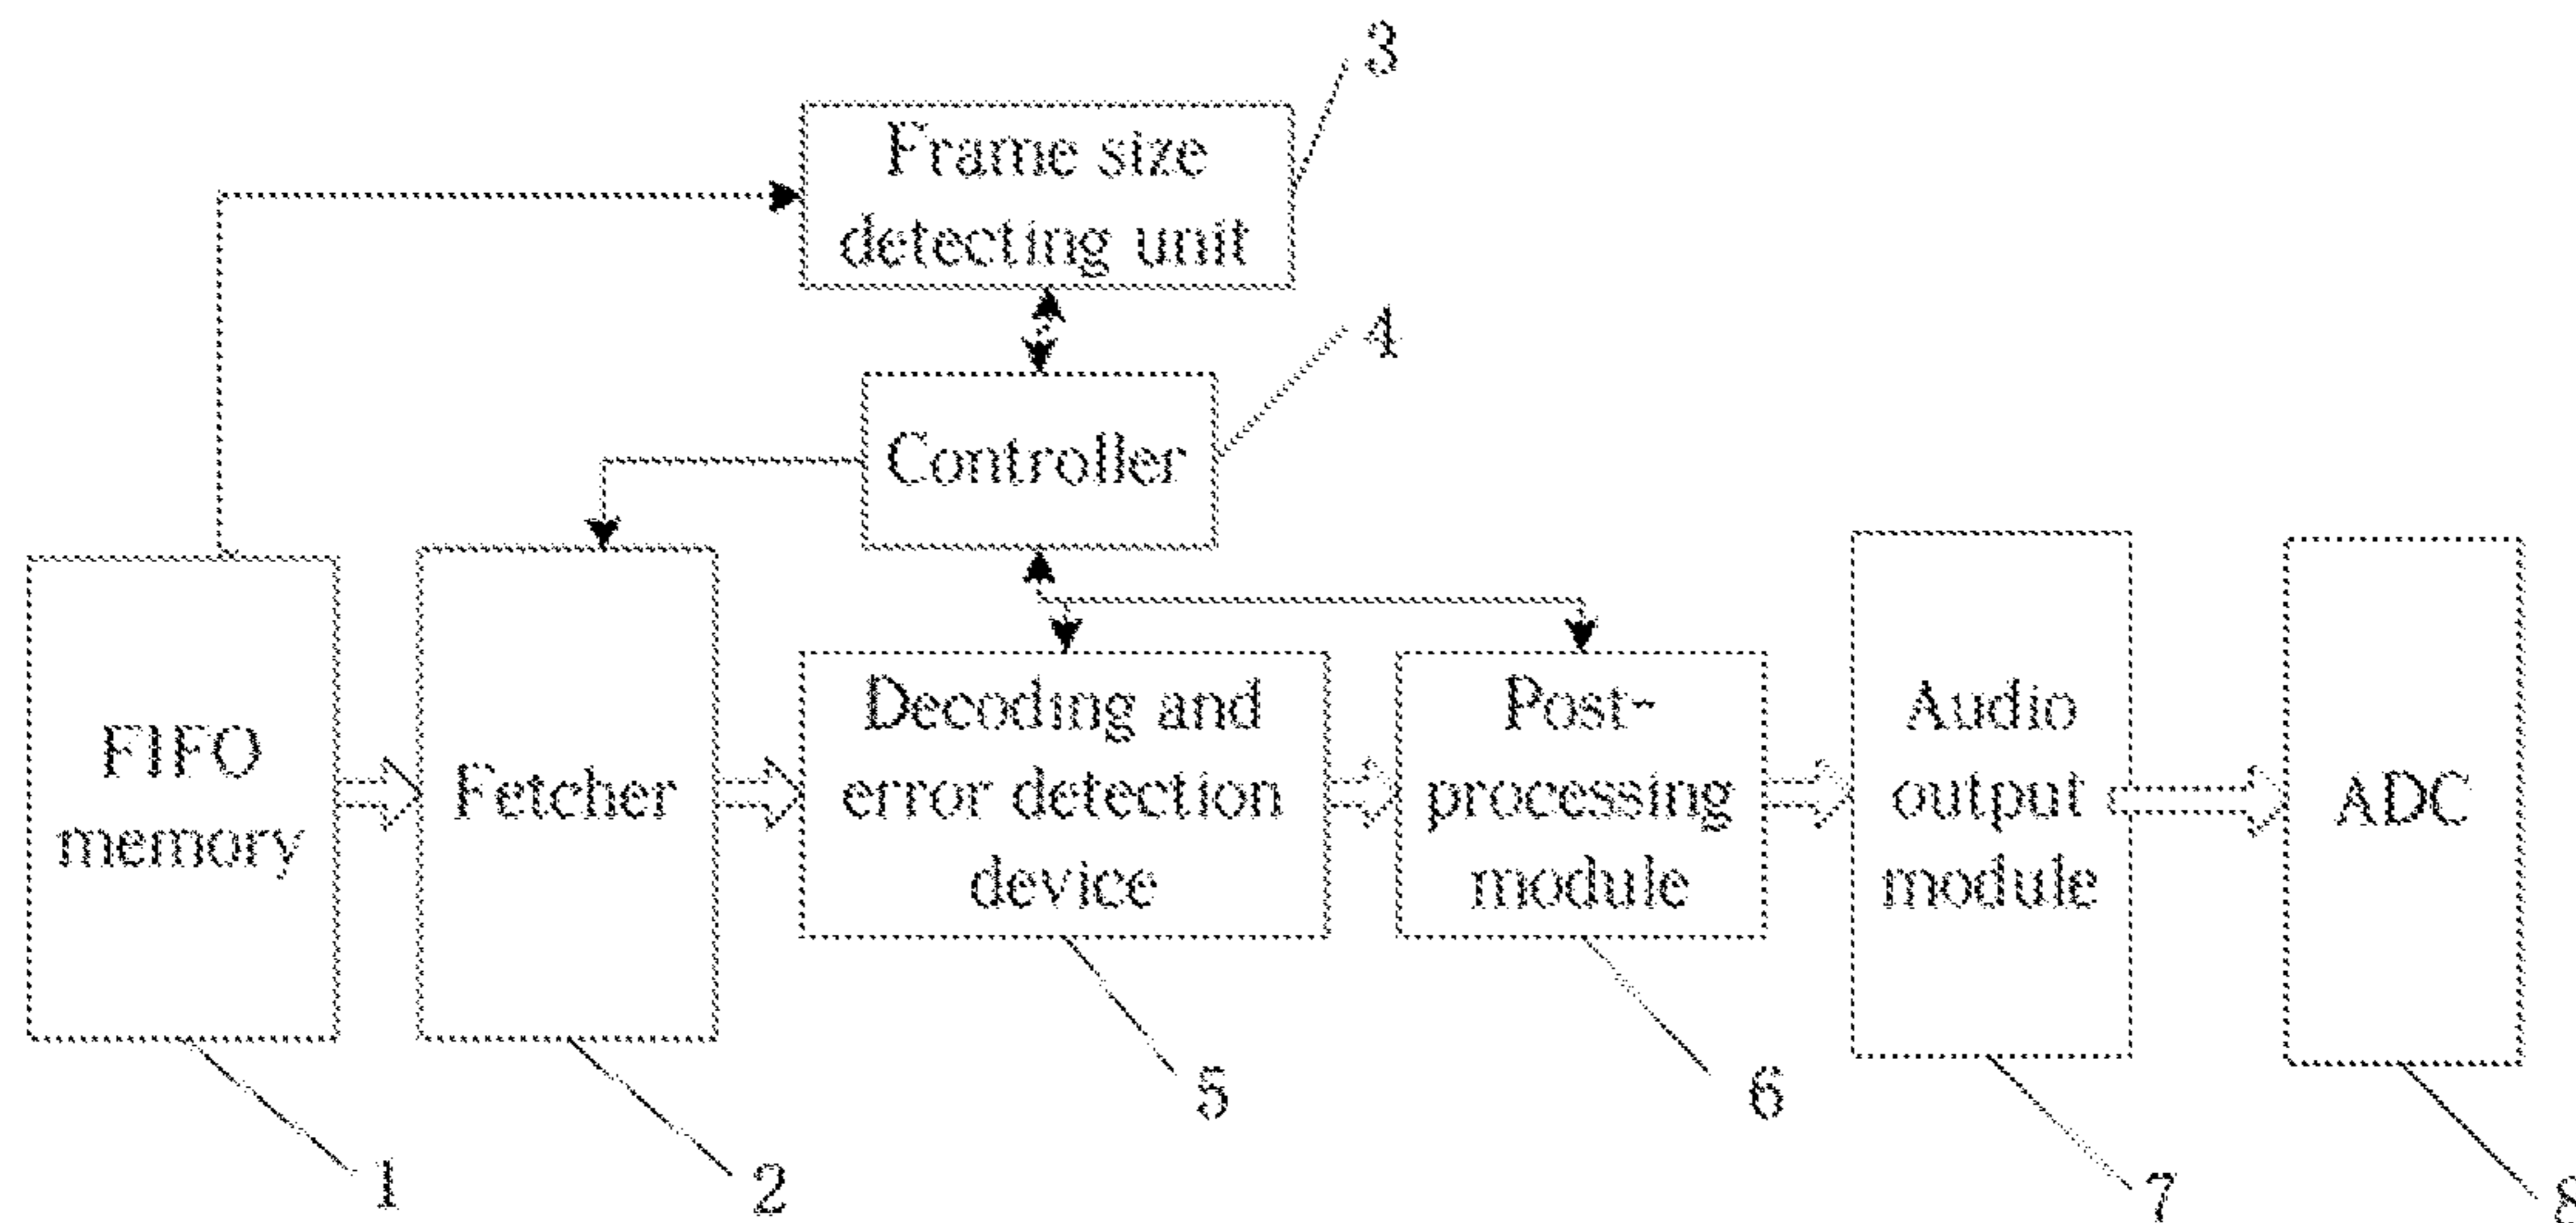 3
Frame size
detecting unit
4
Controller
FIFO
memory
Fetcher
Decoding and
error detection
device
Post-
processing
module
Audio
output
module
ADC
5
6
1
2
7
8